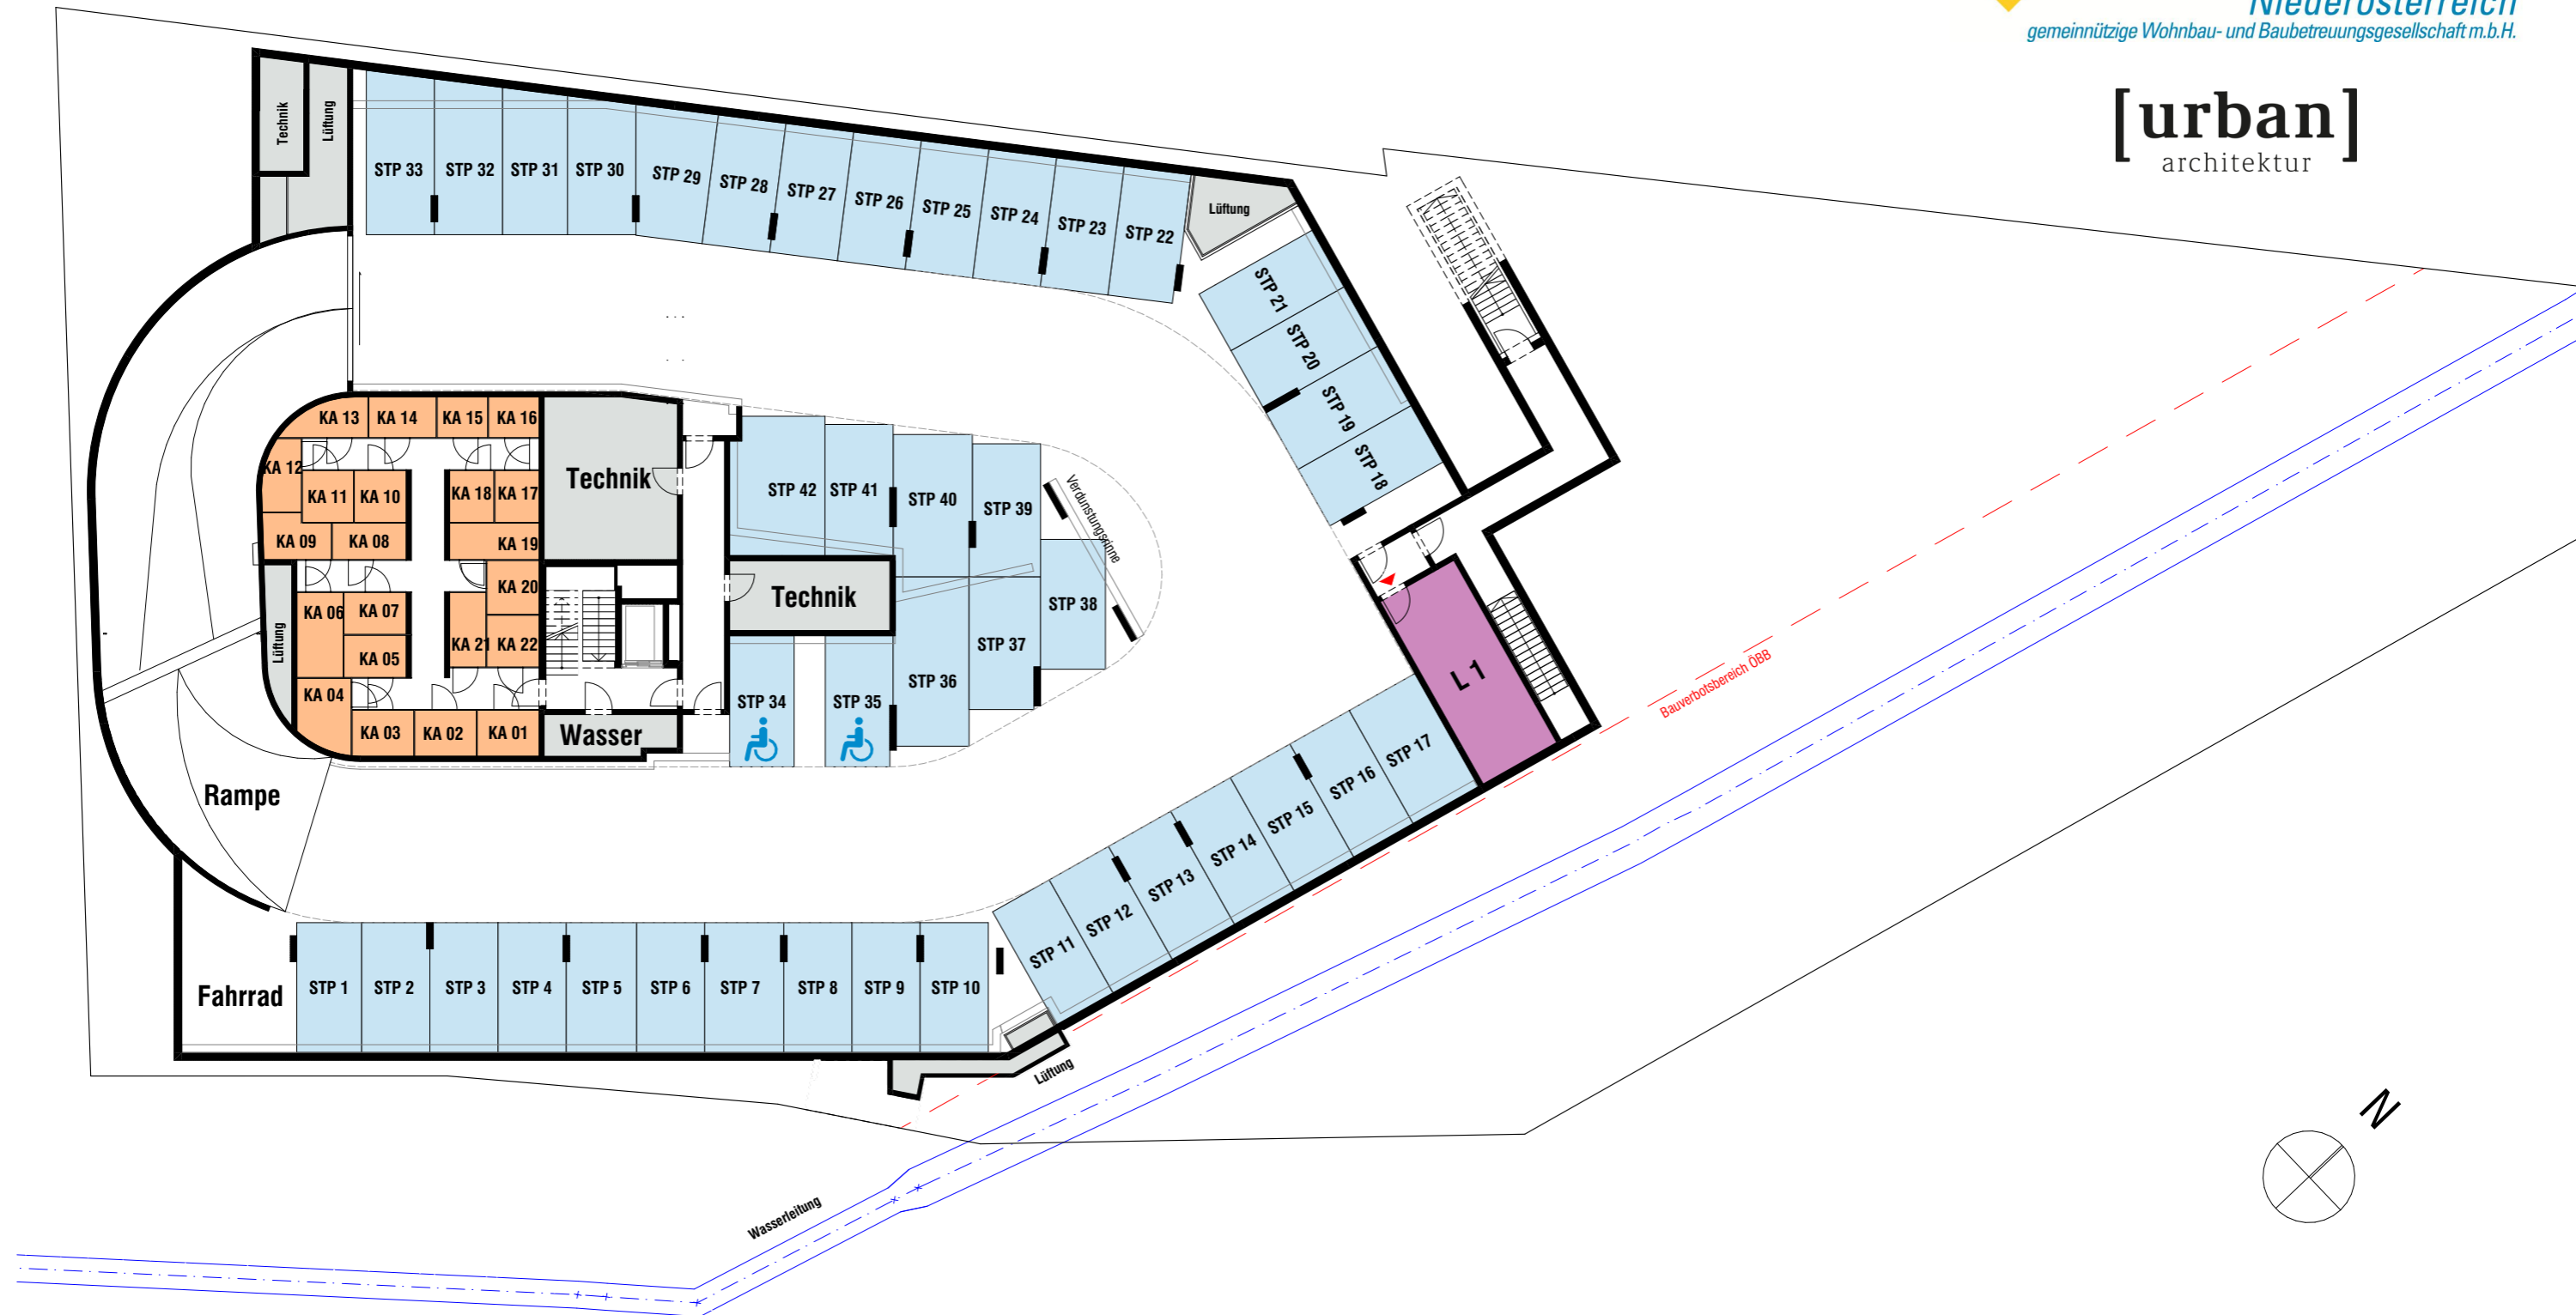 Niederösterreich
gemeinnützige Wohnbau- und Baubetreuungsgesellschaft m.b.H.
[urban]
architektur
Technik
Lüftung
STP 33
STP 32
STP 31
STP 30
STP 29
STP 28
STP 27
STP 26
STP 25
STP 24
STP 23
STP 22
Lüftung
STP 21
STP 20
STP 19
STP 18
KA 13
KA 14
KA 15
KA 16
KA 12
KA 11
KA 10
KA 18
KA 17
KA 09
KA 08
KA 19
KA 20
KA 06
KA 07
KA 05
KA 21
KA 22
KA 04
KA 03
KA 02
KA 01
Lüftung
Technik
Technik
Wasser
STP 42
STP 41
STP 40
STP 39
STP 38
STP 37
STP 36
STP 35
STP 34
Verdunstungsrinne
L 1
Bauverbotsbereich ÖBB
Rampe
Fahrrad
STP 1
STP 2
STP 3
STP 4
STP 5
STP 6
STP 7
STP 8
STP 9
STP 10
STP 11
STP 12
STP 13
STP 14
STP 15
STP 16
STP 17
Lüftung
Wasserleitung
N